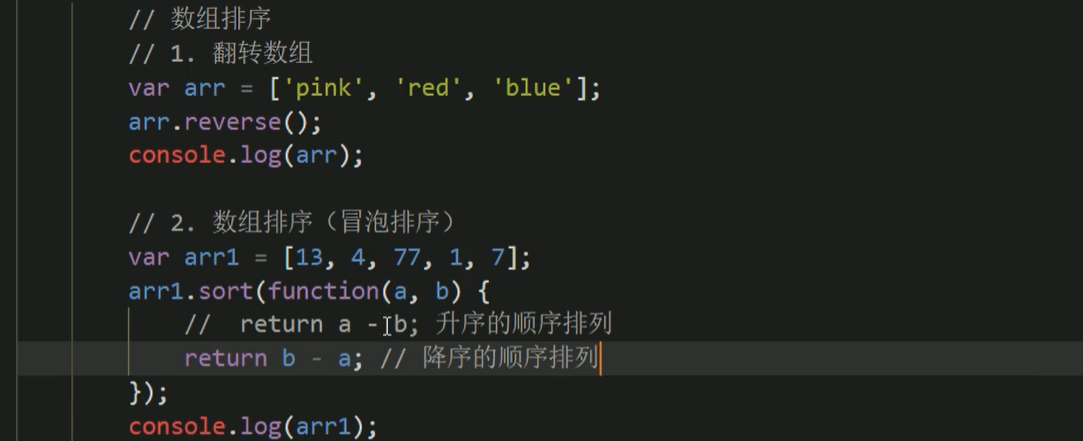 // 数组排序
// 1. 翻转数组
var arr = ['pink', 'red', 'blue'];
arr.reverse();
console.log(arr);
// 2. 数组排序（冒泡排序）
var arr1 = [13, 4, 77, 1, 7];
arr1.sort(function(a, b) {
//  return a - b; 升序的顺序排列
return b - a; // 降序的顺序排列
});
console.log(arr1);